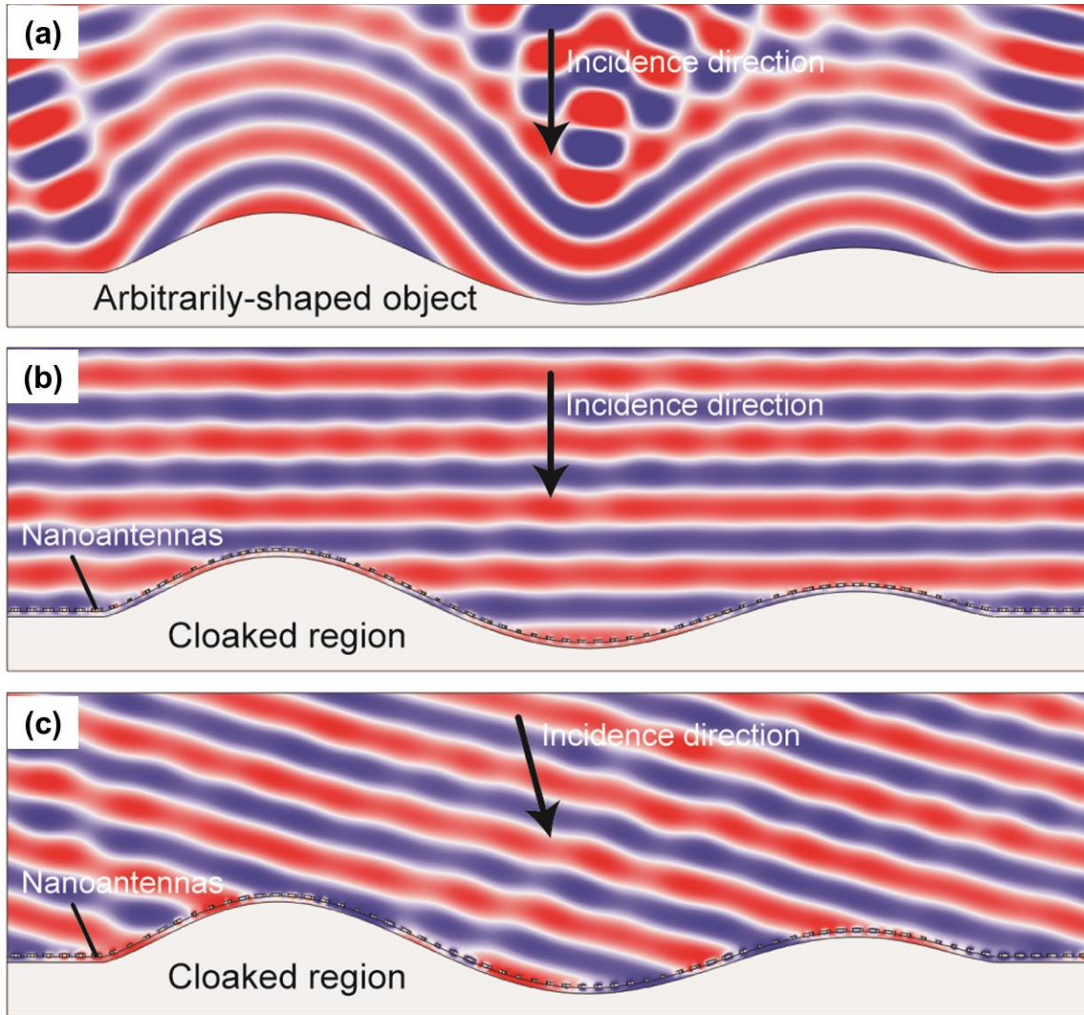 (a)
Incidence direction
Arbitrarily-shaped object
(b)
Incidence direction
Nanoantennas
Cloaked region
(c)
Incidence direction
Nanoantennas
Cloaked region